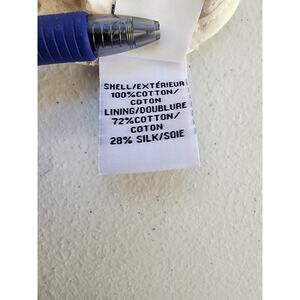 SHELL/EXTÉRIEUR
100%COTTON/
COTON
LINING/DOUBLURE
72%COTTON/
COTON
28% SILK/SOIE